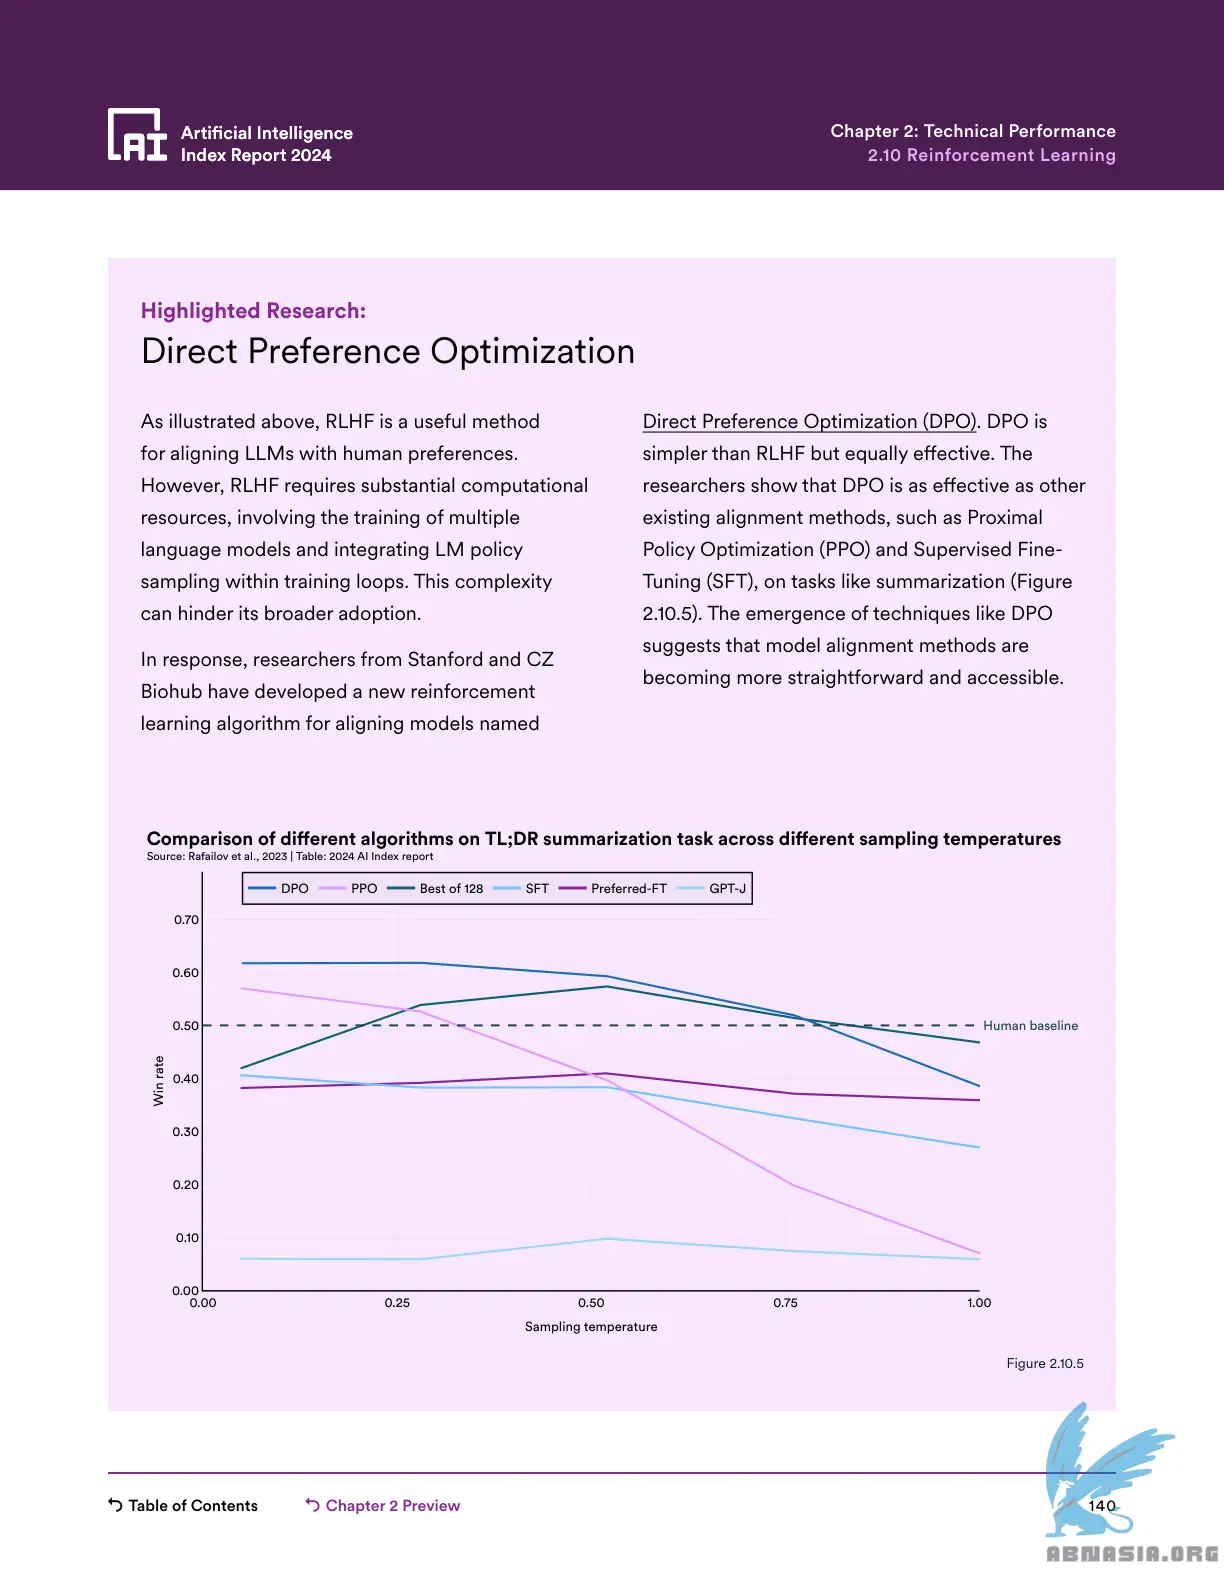 Artificial Intelligence
Index Report 2024
Chapter 2: Technical Performance
2.10 Reinforcement Learning
Highlighted Research:
Direct Preference Optimization
As illustrated above, RLHF is a useful method
for aligning LLMs with human preferences.
However, RLHF requires substantial computational
resources, involving the training of multiple
language models and integrating LM policy
sampling within training loops. This complexity
can hinder its broader adoption.
In response, researchers from Stanford and CZ
Biohub have developed a new reinforcement
learning algorithm for aligning models named
Direct Preference Optimization (DPO). DPO is
simpler than RLHF but equally effective. The
researchers show that DPO is as effective as other
existing alignment methods, such as Proximal
Policy Optimization (PPO) and Supervised Fine-
Tuning (SFT), on tasks like summarization (Figure
2.10.5). The emergence of techniques like DPO
suggests that model alignment methods are
becoming more straightforward and accessible.
Comparison of different algorithms on TL;DR summarization task across different sampling temperatures
Source: Rafailov et al., 2023 | Table: 2024 AI Index report
DPO PPO Best of 128 SFT Preferred-FT GPT-J
0.70
0.60
0.50
0.40
0.30
0.20
0.10
0.00
Win rate
Human baseline
0.00 0.25 0.50 0.75 1.00
Sampling temperature
Figure 2.10.5
Table of Contents
Chapter 2 Preview
140
ABNASIA.ORG